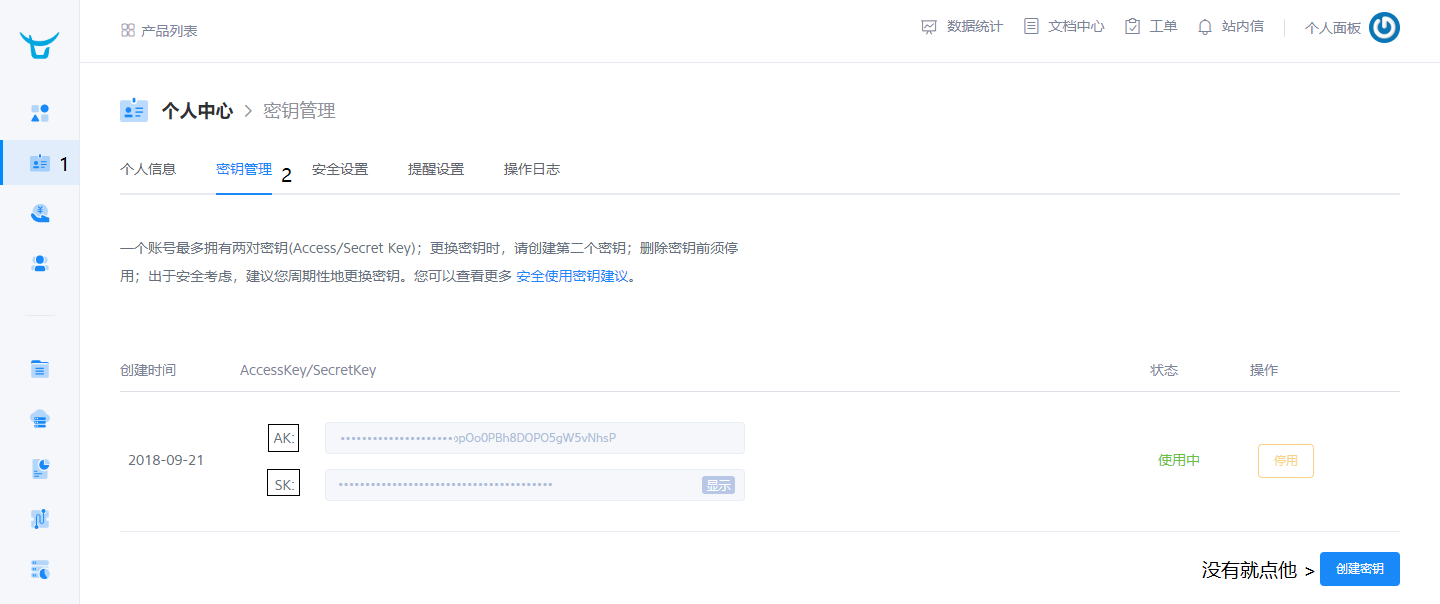 产品列表
数据统计 文档中心 工单 站内信 个人面板
个人中心 > 密钥管理
1
个人信息 密钥管理 2 安全设置 提醒设置 操作日志
一个账号最多拥有两对密钥(Access/Secret Key)；更换密钥时，请创建第二个密钥；删除密钥前须停
用；出于安全考虑，建议您周期性地更换密钥。您可以查看更多 安全使用密钥建议。
创建时间 AccessKey/SecretKey 状态 操作
AK: opOo0PBh8DOPO5gW5vNhsP
2018-09-21 使用中 停用
SK: 显示
没有就点他 > 创建密钥